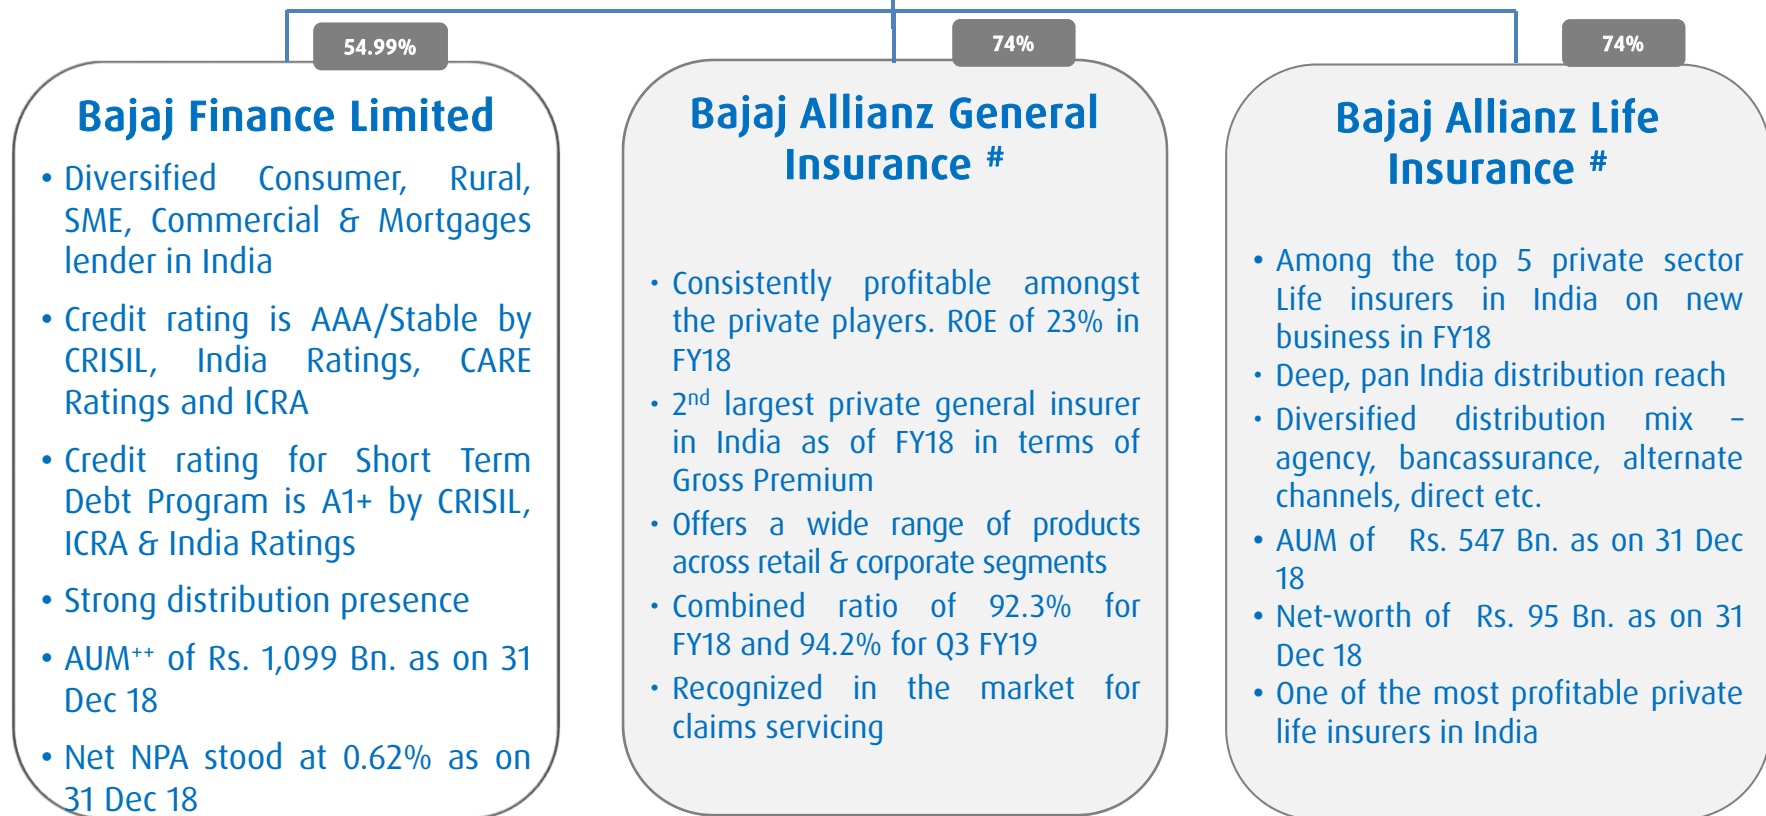 54.99%
Bajaj Finance Limited
• Diversified Consumer, Rural,
SME, Commercial & Mortgages
lender in India
• Credit rating is AAA/Stable by
CRISIL, India Ratings, CARE
Ratings and ICRA
• Credit rating for Short Term
Debt Program is A1+ by CRISIL,
ICRA & India Ratings
• Strong distribution presence
• AUM++ of Rs. 1,099 Bn. as on 31
Dec 18
• Net NPA stood at 0.62% as on
31 Dec 18
74%
Bajaj Allianz General
Insurance #
• Consistently profitable amongst
the private players. ROE of 23% in
FY18
• 2nd largest private general insurer
in India as of FY18 in terms of
Gross Premium
• Offers a wide range of products
across retail & corporate segments
• Combined ratio of 92.3% for
FY18 and 94.2% for Q3 FY19
• Recognized in the market for
claims servicing
74%
Bajaj Allianz Life
Insurance #
• Among the top 5 private sector
Life insurers in India on new
business in FY18
• Deep, pan India distribution reach
• Diversified distribution mix –
agency, bancassurance, alternate
channels, direct etc.
• AUM of Rs. 547 Bn. as on 31 Dec
18
• Net-worth of Rs. 95 Bn. as on 31
Dec 18
• One of the most profitable private
life insurers in India